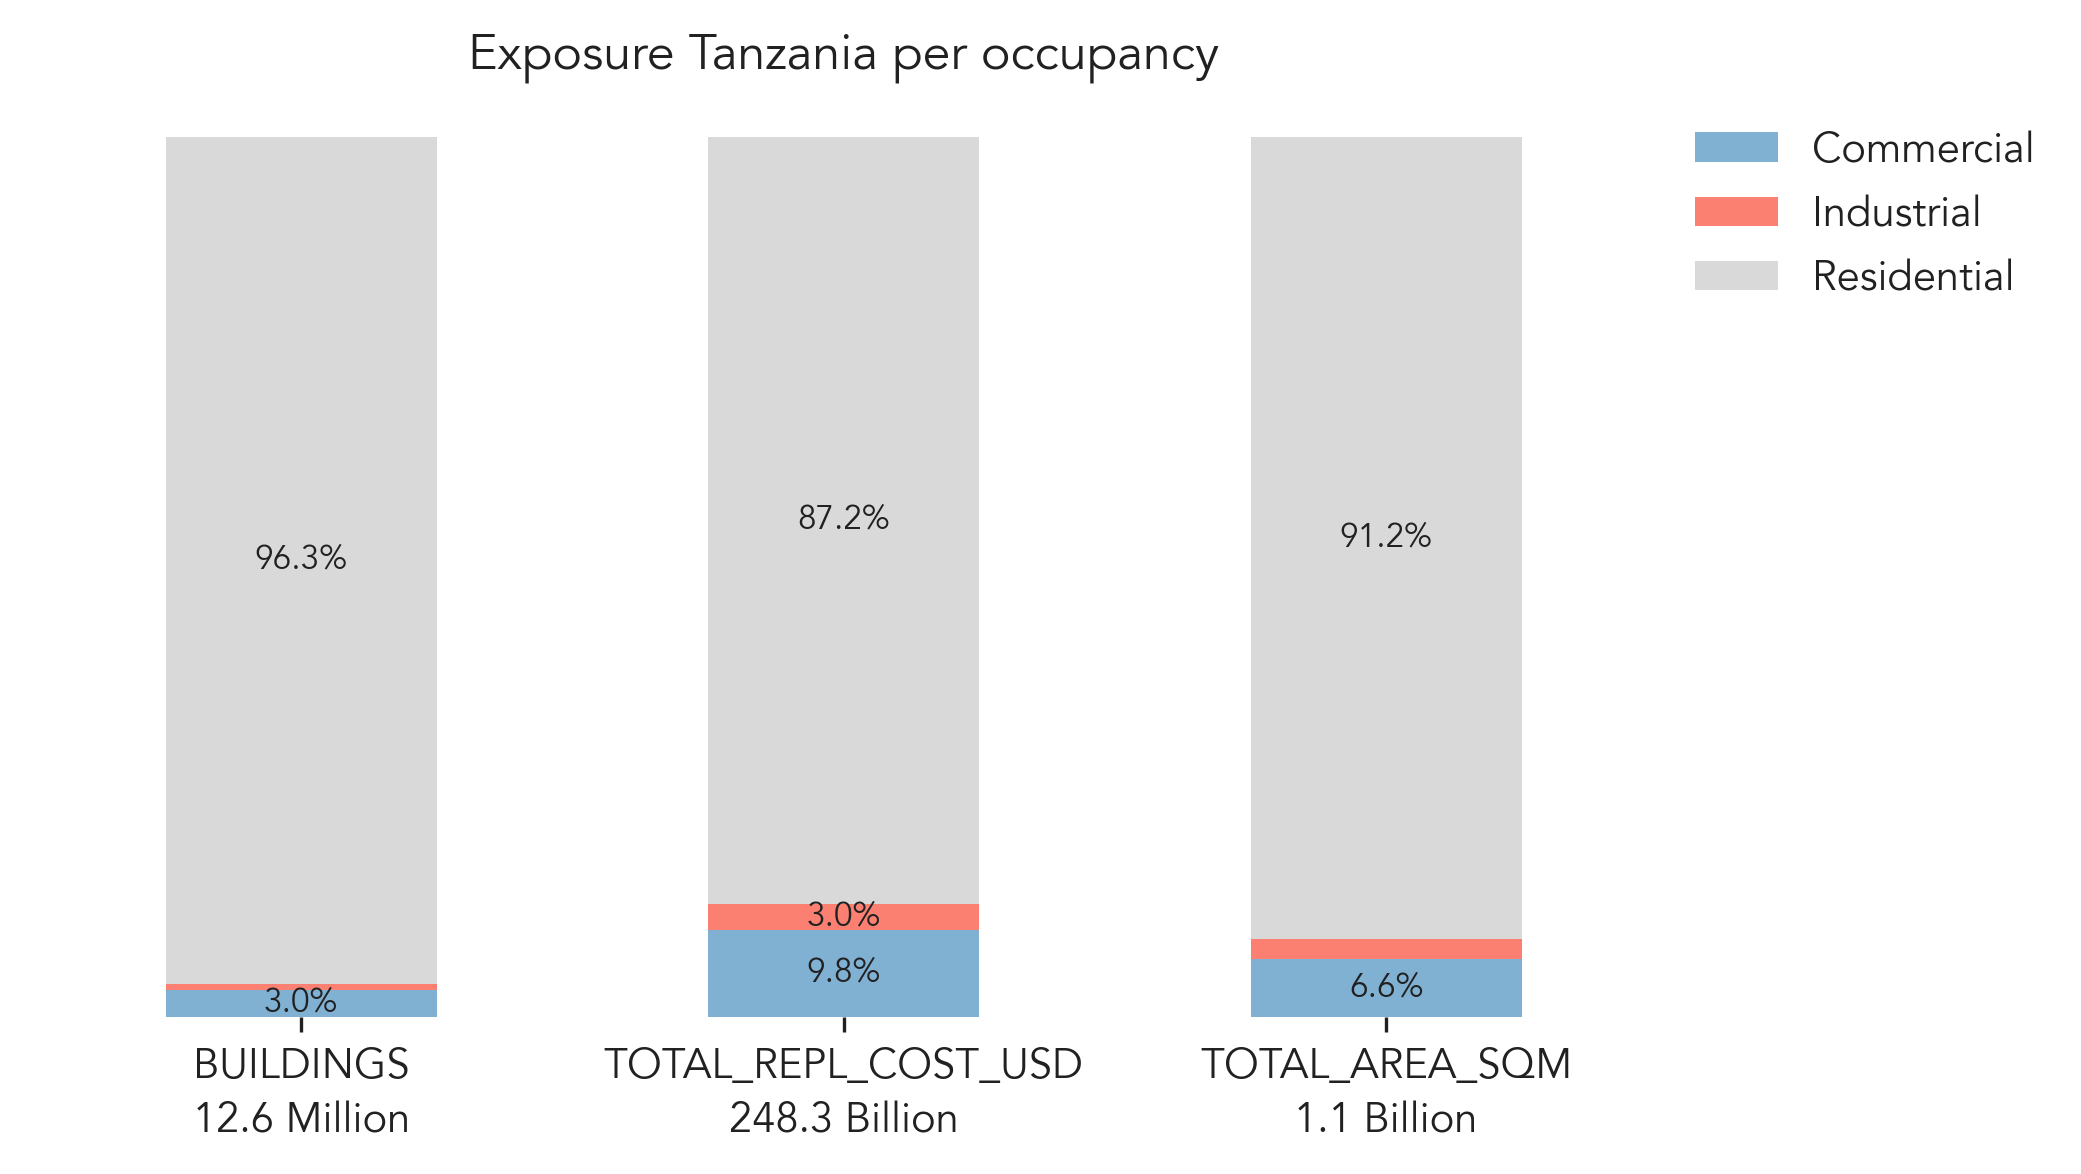 Exposure Tanzania per occupancy
Commercial
Industrial
Residential
96.3%
87.2%
91.2%
3.0%
9.8%
6.6%
3.0%
BUILDINGS
12.6 Million
TOTAL_REPL_COST_USD
248.3 Billion
TOTAL_AREA_SQM
1.1 Billion